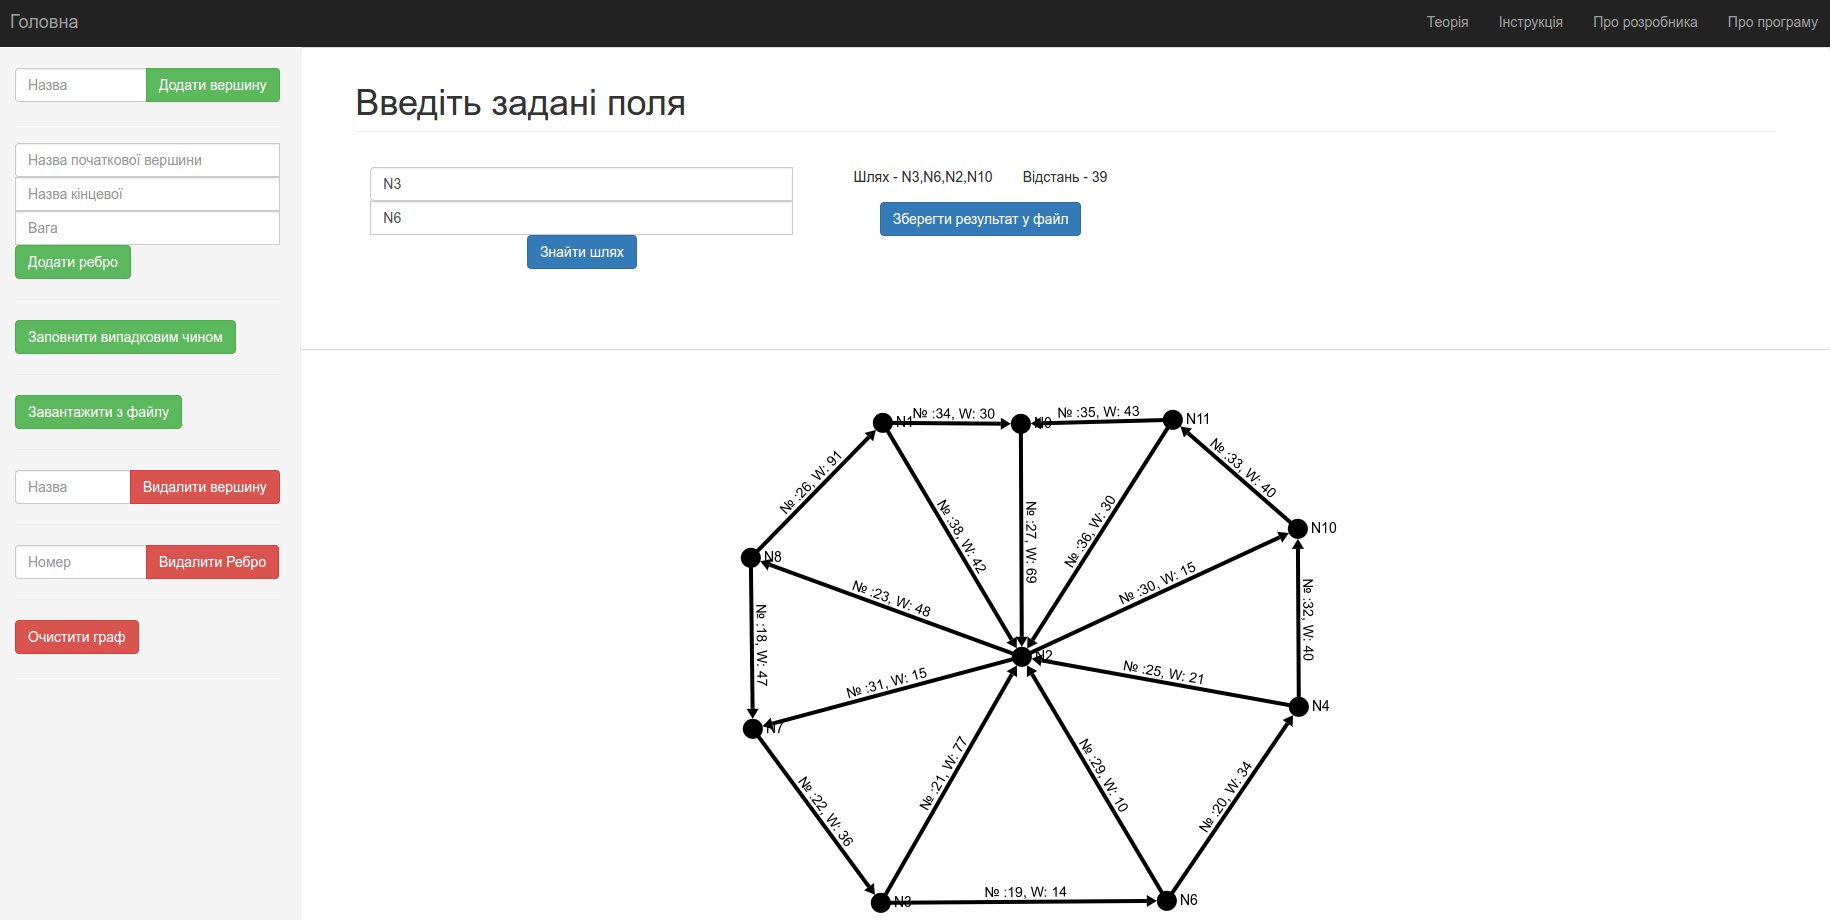 Головна
Теорія
Інструкція
Про розробника
Про програму
Назва
Додати вершину
Назва початкової вершини
Назва кінцевої
Вага
Додати ребро
Заповнити випадковим чином
Завантажити з файлу
Назва
Видалити вершину
Номер
Видалити Ребро
Очистити граф
Введіть задані поля
N3
N6
Знайти шлях
Шлях - N3,N6,N2,N10
Відстань - 39
Зберегти результат у файл
N1
№ :34, W: 30
N0
№ :35, W: 43
N11
№ :33, W: 40
№ :26, W: 91
№ :38, W: 42
№ :27, W: 69
№ :36, W: 30
N10
N8
№ :23, W: 48
№ :30, W: 15
№ :18, W: 47
№ :32, W: 40
N2
№ :31, W: 15
№ :25, W: 21
N4
N7
№ :22, W: 36
№ :21, W: 77
№ :29, W: 10
№ :20, W: 34
N3
№ :19, W: 14
N6